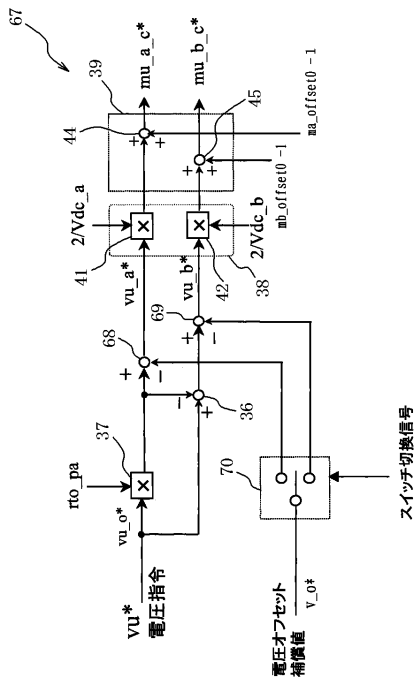 67
vu*
電圧指令
vu_o*
rto_pa
37
×
68
+
−
vu_a*
2/Vdc_a
41
×
39
44
+
+
mu_a_c*
36
−
+
69
+
−
vu_b*
42
×
2/Vdc_b
38
45
+
+
mu_b_c*
mb_offset0 -1
ma_offset0 -1
70
電圧オフセット
補償値
v_o*
スイッチ切換信号